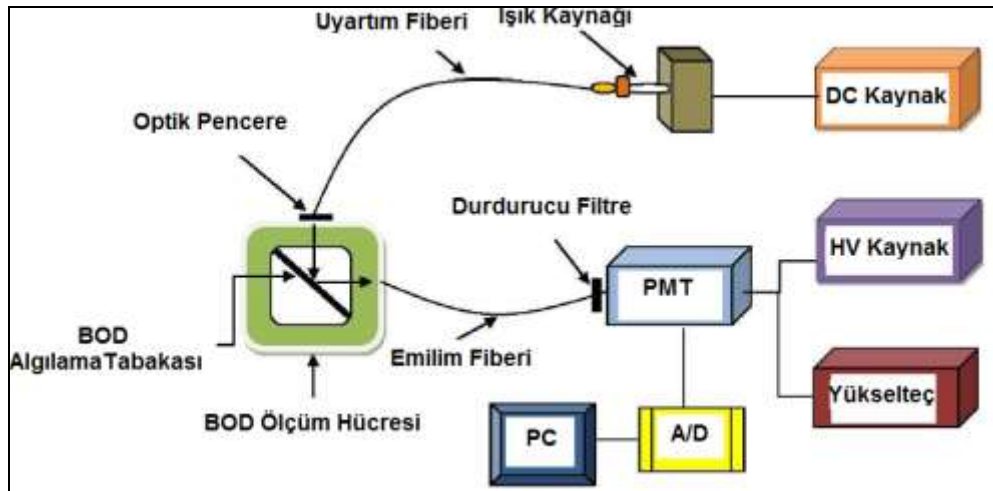 Uyartım Fiberi
Işık Kaynağı
DC Kaynak
Optik Pencere
Durdurucu Filtre
HV Kaynak
PMT
BOD
Algılama Tabakası
Emilim Fiberi
BOD Ölçüm Hücresi
Yükselteç
PC
A/D